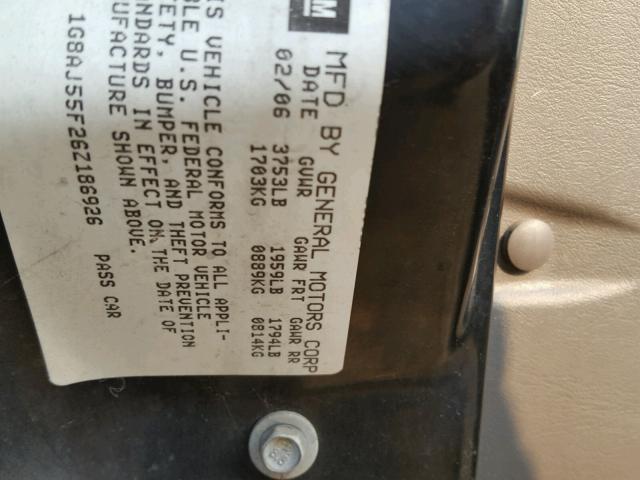 GM
MFD BY GENERAL MOTORS CORP
DATE GVWR GAWR FRT GAWR RR
02/06 3753LB 1959LB 1794LB
1703KG 0889KG 0814KG
IS VEHICLE CONFORMS TO ALL APPLI-
BLE U.S. FEDERAL MOTOR VEHICLE
FETY, BUMPER, AND THEFT PREVENTION
ANDARDS IN EFFECT ON THE DATE OF
UFACTURE SHOWN ABOVE.
1G8AJ55F26Z186926 PASS CAR